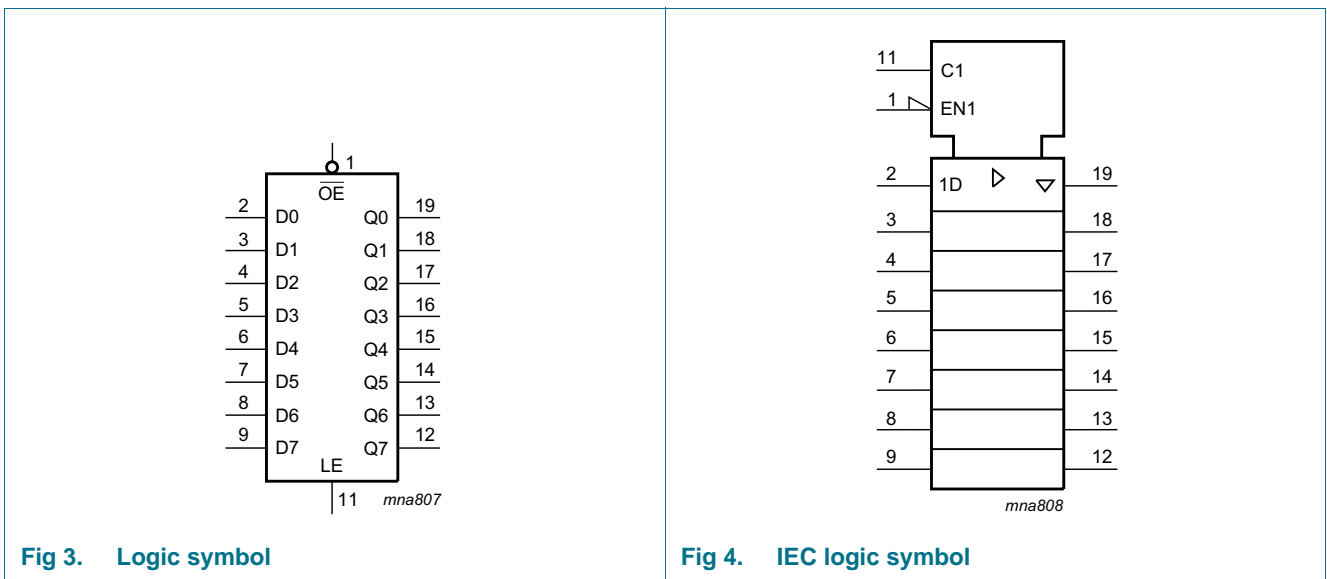 1
OE
2 D0 Q0 19
3 D1 Q1 18
4 D2 Q2 17
5 D3 Q3 16
6 D4 Q4 15
7 D5 Q5 14
8 D6 Q6 13
9 D7 Q7 12
LE
11 mna807
Fig 3. Logic symbol
11 C1
1 EN1
2 1D 19
3 18
4 17
5 16
6 15
7 14
8 13
9 12
mna808
Fig 4. IEC logic symbol